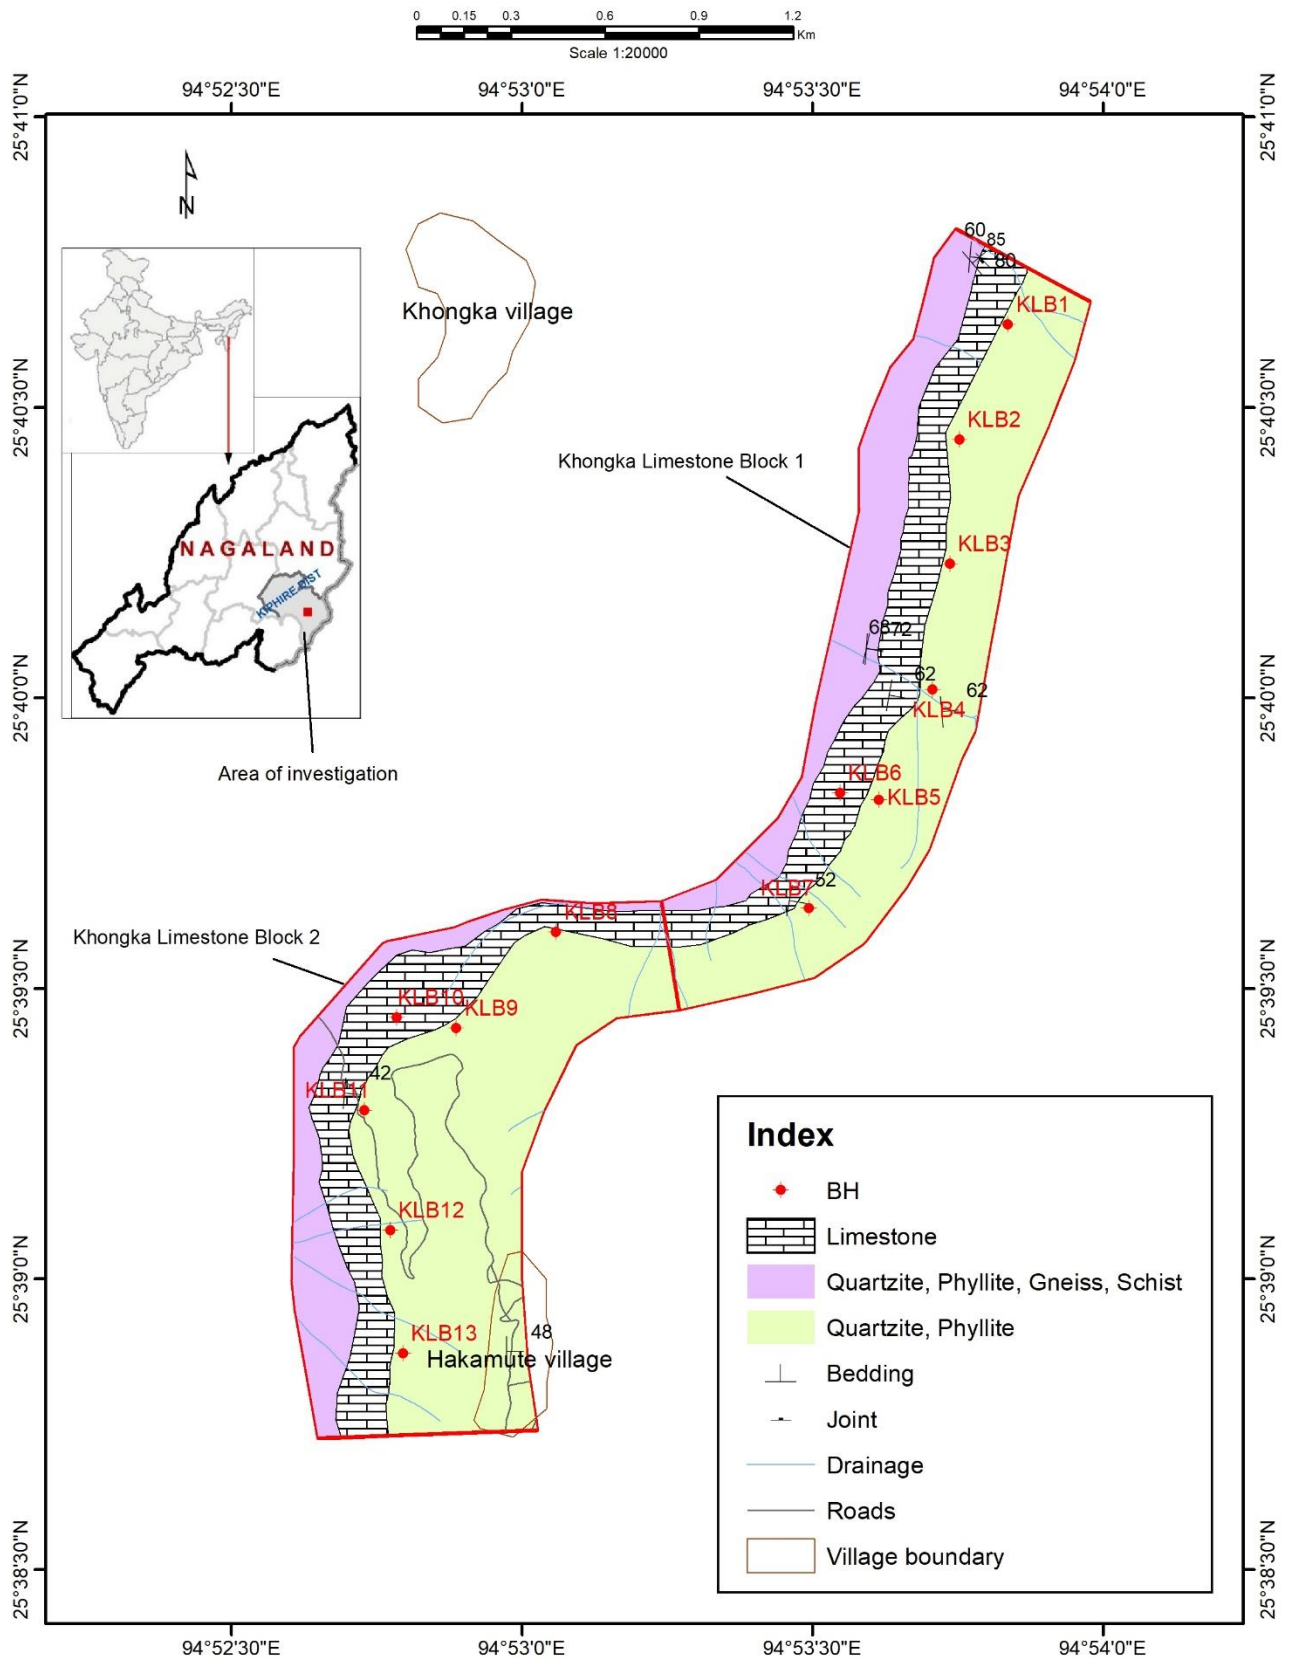 0 0.15 0.3 0.6 0.9 1.2
Km
Scale 1:20000
94°52'30"E 94°53'0"E 94°53'30"E 94°54'0"E
25°41'0"N 25°41'0"N
N
60
85
80
Khongka village
KLB1
25°40'30"N 25°40'30"N
KLB2
Khongka Limestone Block 1
NAGALAND
KLB3
KIPHIRE DIST
68 72
62
62
25°40'0"N 25°40'0"N
KLB4
Area of investigation
KLB6
KLB5
52
KLB7
KLB8
Khongka Limestone Block 2
25°39'30"N 25°39'30"N
KLB10
KLB9
42
KLB11
KLB12
25°39'0"N 25°39'0"N
48
KLB13
Hakamute village
Index
BH
Limestone
Quartzite, Phyllite, Gneiss, Schist
Quartzite, Phyllite
Bedding
Joint
Drainage
Roads
Village boundary
25°38'30"N 25°38'30"N
94°52'30"E 94°53'0"E 94°53'30"E 94°54'0"E